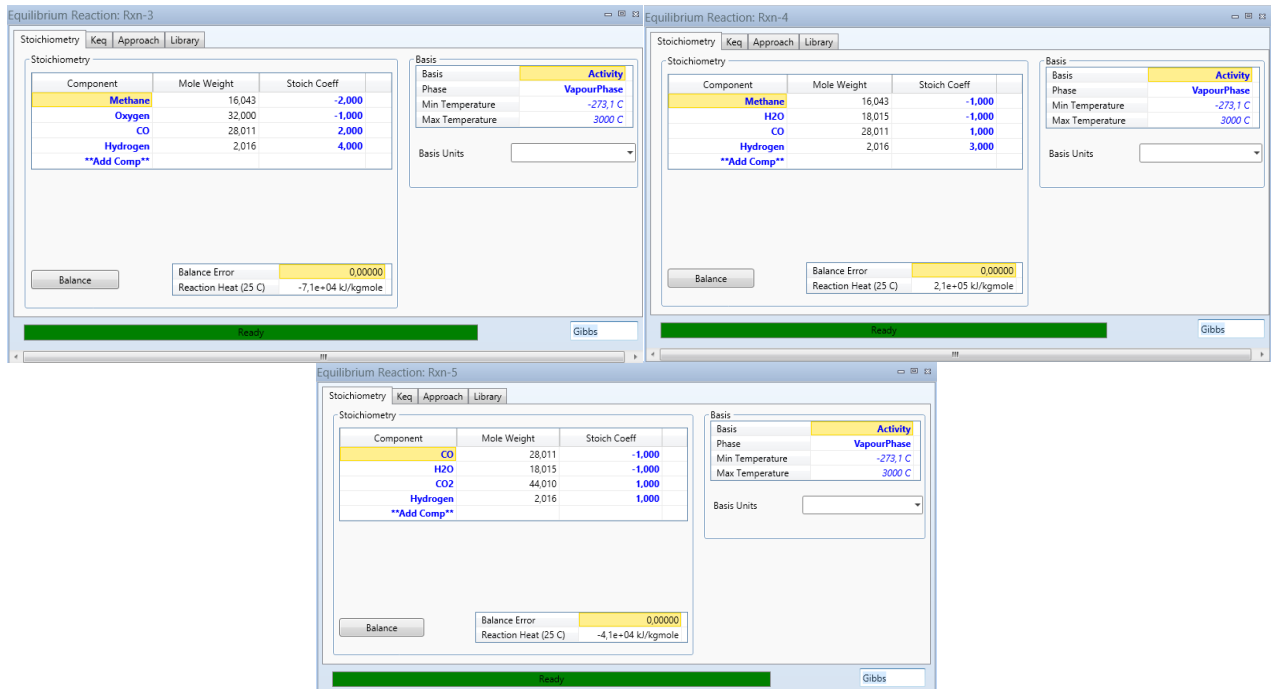 Equilibrium Reaction: Rxn-3
Stoichiometry Keq Approach Library
Stoichiometry
Component Mole Weight Stoich Coeff
Methane 16,043 -2,000
Oxygen 32,000 -1,000
CO 28,011 2,000
Hydrogen 2,016 4,000
**Add Comp**
Balance
Balance Error 0,00000
Reaction Heat (25 C) -7,1e+04 kJ/kgmole
Basis
Basis Activity
Phase VapourPhase
Min Temperature -273,1 C
Max Temperature 3000 C
Basis Units
Ready
Gibbs
Equilibrium Reaction: Rxn-4
Stoichiometry Keq Approach Library
Stoichiometry
Component Mole Weight Stoich Coeff
Methane 16,043 -1,000
H2O 18,015 -1,000
CO 28,011 1,000
Hydrogen 2,016 3,000
**Add Comp**
Balance
Balance Error 0,00000
Reaction Heat (25 C) 2,1e+05 kJ/kgmole
Basis
Basis Activity
Phase VapourPhase
Min Temperature -273,1 C
Max Temperature 3000 C
Basis Units
Ready
Gibbs
Equilibrium Reaction: Rxn-5
Stoichiometry Keq Approach Library
Stoichiometry
Component Mole Weight Stoich Coeff
CO 28,011 -1,000
H2O 18,015 -1,000
CO2 44,010 1,000
Hydrogen 2,016 1,000
**Add Comp**
Balance
Balance Error 0,00000
Reaction Heat (25 C) -4,1e+04 kJ/kgmole
Basis
Basis Activity
Phase VapourPhase
Min Temperature -273,1 C
Max Temperature 3000 C
Basis Units
Ready
Gibbs